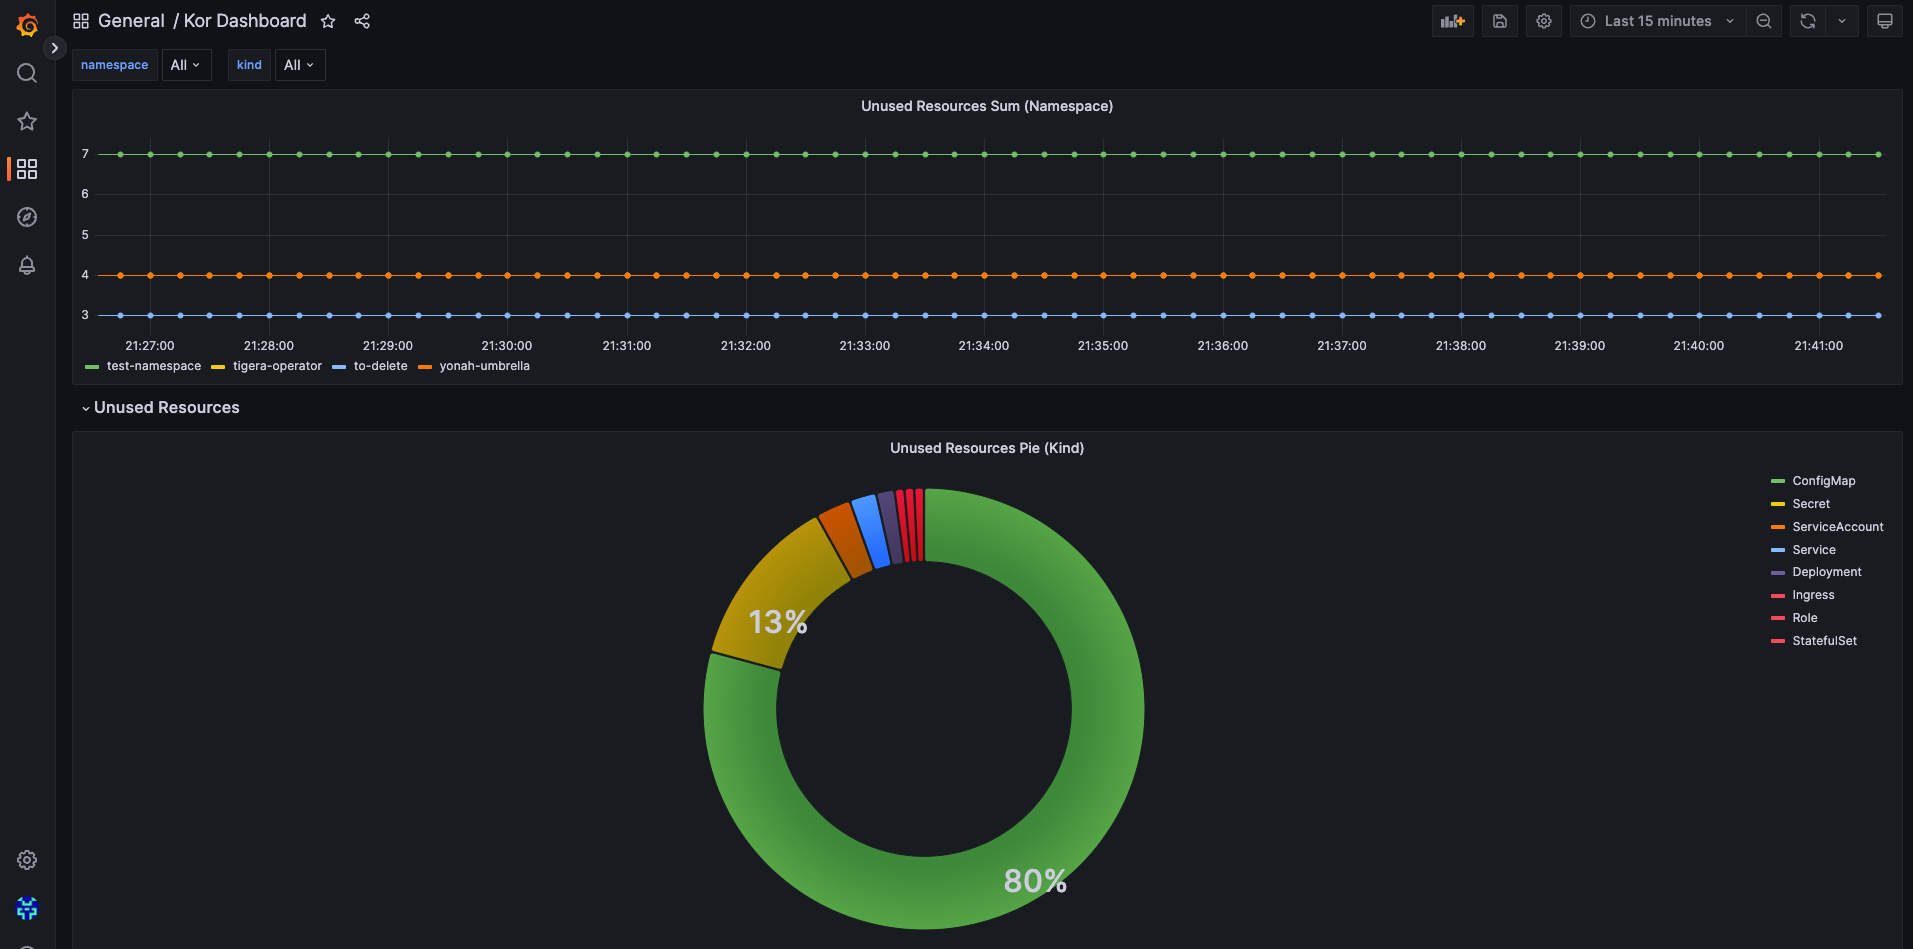 General / Kor Dashboard
Last 15 minutes
namespace All kind All
Unused Resources Sum (Namespace)
7
6
5
4
3
21:27:00 21:28:00 21:29:00 21:30:00 21:31:00 21:32:00 21:33:00 21:34:00 21:35:00 21:36:00 21:37:00 21:38:00 21:39:00 21:40:00 21:41:00
test-namespace tigera-operator to-delete yonah-umbrella
Unused Resources
Unused Resources Pie (Kind)
ConfigMap
Secret
ServiceAccount
Service
Deployment
Ingress
Role
StatefulSet
13%
80%